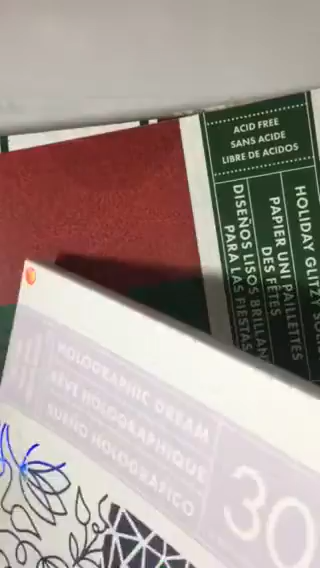 ACID FREE
SANS ACIDE
LIBRE DE ACIDOS
HOLIDAY GLITZY
PAPIER UNI PAILLETTES
DES FÊTES
DISEÑOS LISOS BRILLAN
PARA LAS FIESTAS
HOLOGRAPHIC DREAM
RÊVE HOLOGRAPHIQUE
SUEÑO HOLOGRÁFICO
30